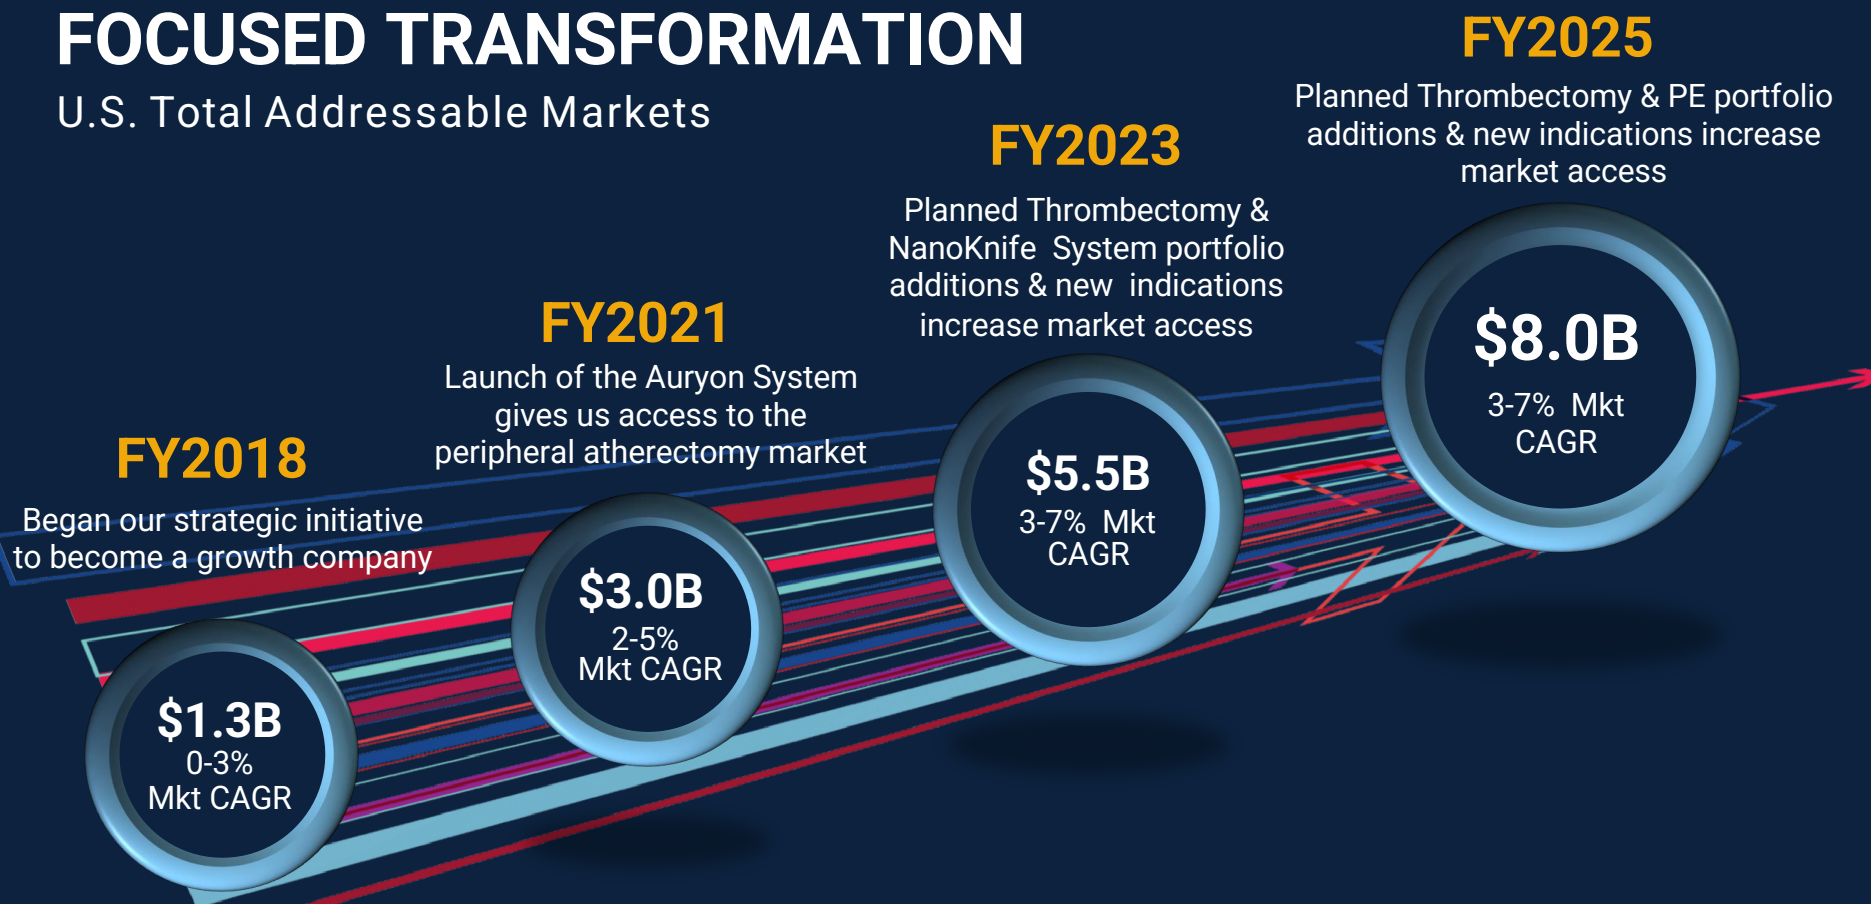 FOCUSED TRANSFORMATION
U.S. Total Addressable Markets
FY2018
Began our strategic initiative
to become a growth company
$1.3B
0-3%
Mkt CAGR
FY2021
Launch of the Auryon System
gives us access to the
peripheral atherectomy market
$3.0B
2-5%
Mkt CAGR
FY2023
Planned Thrombectomy &
NanoKnife System portfolio
additions & new indications
increase market access
$5.5B
3-7% Mkt
CAGR
FY2025
Planned Thrombectomy & PE portfolio
additions & new indications increase
market access
$8.0B
3-7% Mkt
CAGR